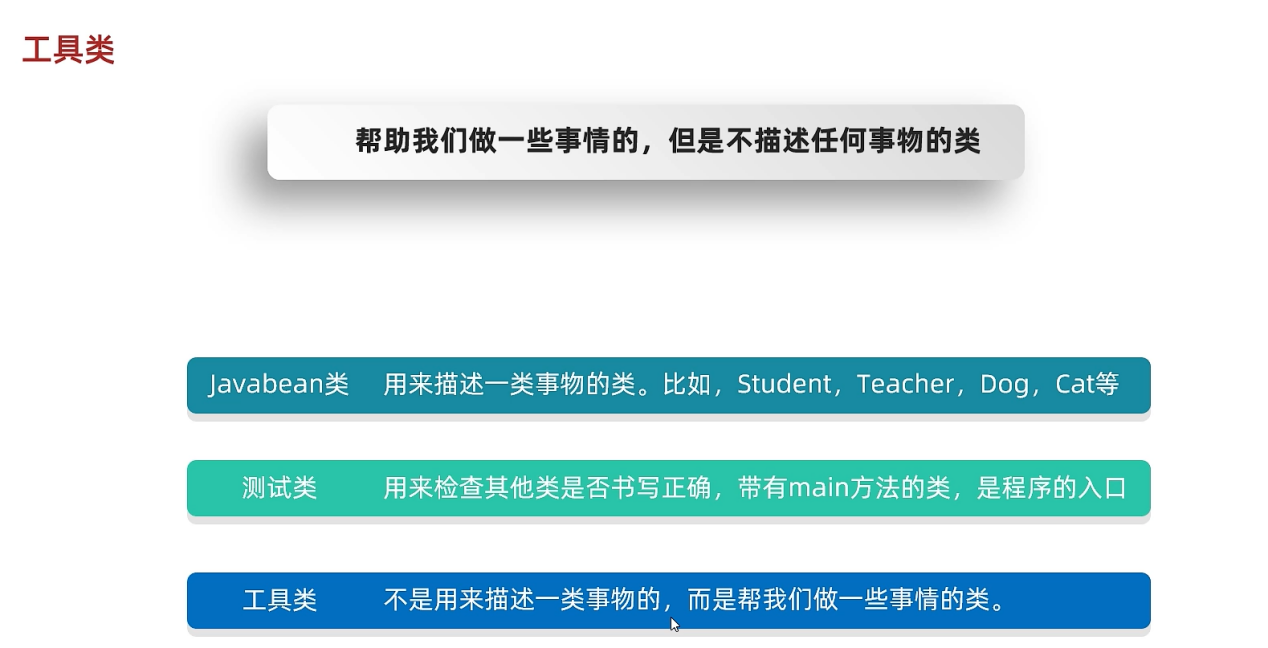 工具类
帮助我们做一些事情的，但是不描述任何事物的类
Javabean类 用来描述一类事物的类。比如，Student，Teacher，Dog，Cat等
测试类 用来检查其他类是否书写正确，带有main方法的类，是程序的入口
工具类 不是用来描述一类事物的，而是帮我们做一些事情的类。